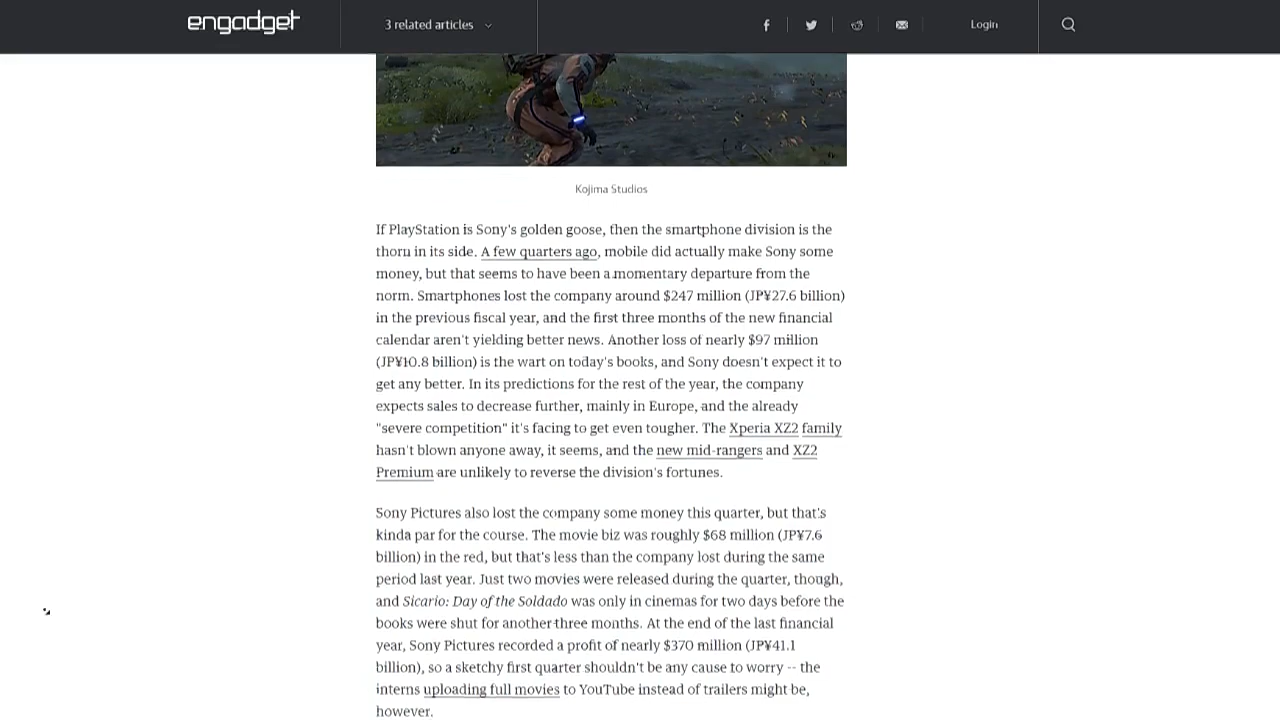 engadget
3 related articles
Login
Kojima Studios
If PlayStation is Sony's golden goose, then the smartphone division is the
thorn in its side. A few quarters ago, mobile did actually make Sony some
money, but that seems to have been a momentary departure from the
norm. Smartphones lost the company around $247 million (JP¥27.6 billion)
in the previous fiscal year, and the first three months of the new financial
calendar aren't yielding better news. Another loss of nearly $97 million
(JP¥10.8 billion) is the wart on today's books, and Sony doesn't expect it to
get any better. In its predictions for the rest of the year, the company
expects sales to decrease further, mainly in Europe, and the already
"severe competition" it's facing to get even tougher. The Xperia XZ2 family
hasn't blown anyone away, it seems, and the new mid-rangers and XZ2
Premium are unlikely to reverse the division's fortunes.
Sony Pictures also lost the company some money this quarter, but that's
kinda par for the course. The movie biz was roughly $68 million (JP¥7.6
billion) in the red, but that's less than the company lost during the same
period last year. Just two movies were released during the quarter, though,
and Sicario: Day of the Soldado was only in cinemas for two days before the
books were shut for another three months. At the end of the last financial
year, Sony Pictures recorded a profit of nearly $370 million (JP¥41.1
billion), so a sketchy first quarter shouldn't be any cause to worry -- the
interns uploading full movies to YouTube instead of trailers might be,
however.